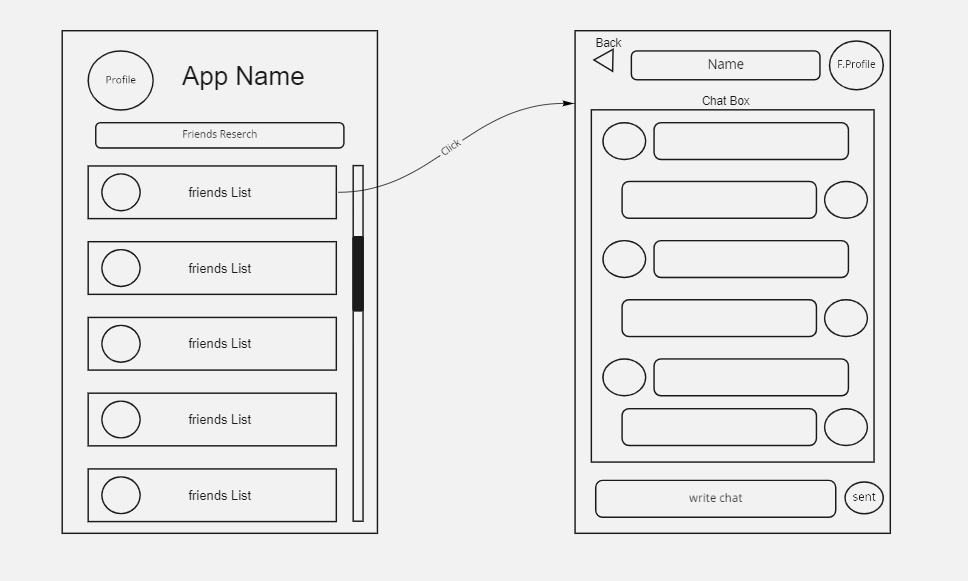 Profile
App Name
Friends Reserch
friends List
friends List
friends List
friends List
friends List
Click
Back
Name
F.Profile
Chat Box
write chat
sent